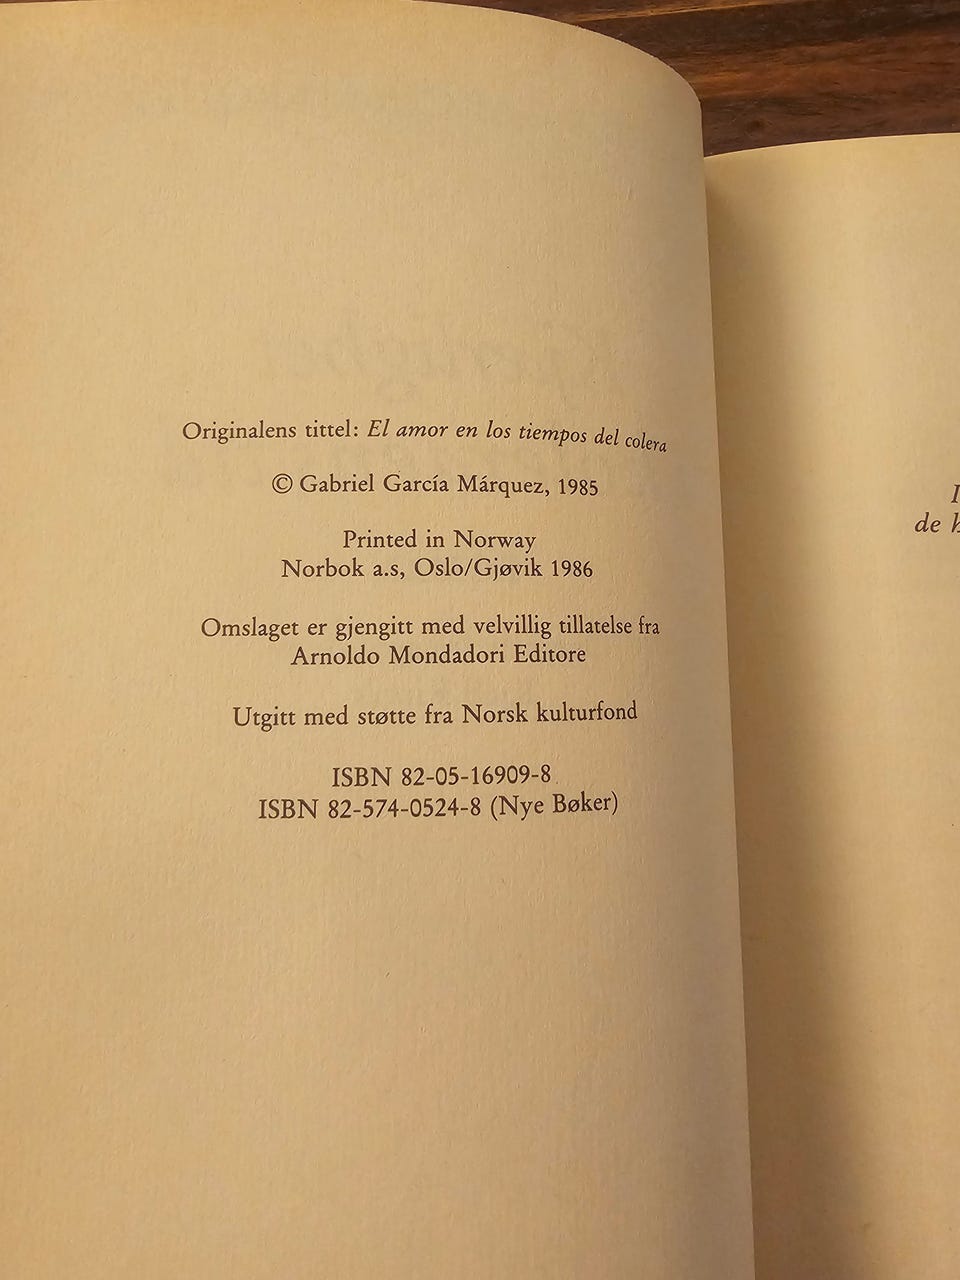 Originalens tittel: El amor en los tiempos del colera
© Gabriel García Márquez, 1985
Printed in Norway
Norbok a.s, Oslo/Gjøvik 1986
Omslaget er gjengitt med velvillig tillatelse fra
Arnoldo Mondadori Editore
Utgitt med støtte fra Norsk kulturfond
ISBN 82-05-16909-8
ISBN 82-574-0524-8 (Nye Bøker)
de